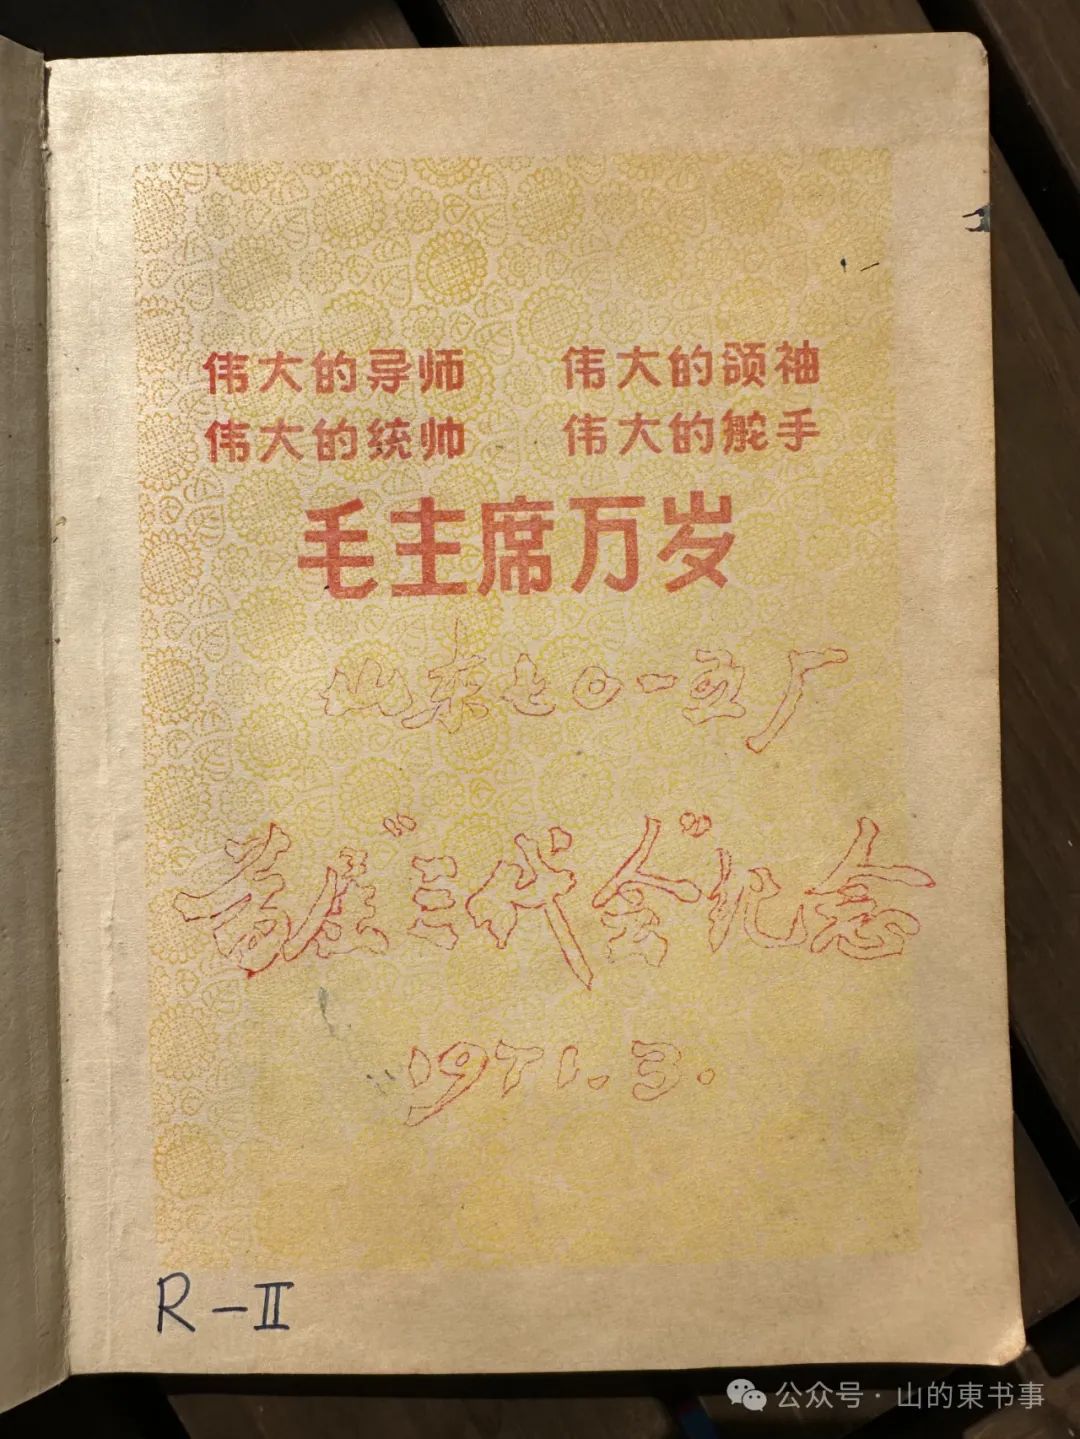 伟大的导师 伟大的领袖
伟大的统帅 伟大的舵手
毛主席万岁
山东七〇一五厂
首届“三代会”纪念
1971.3.
R-Ⅱ
公众号·山的東书事